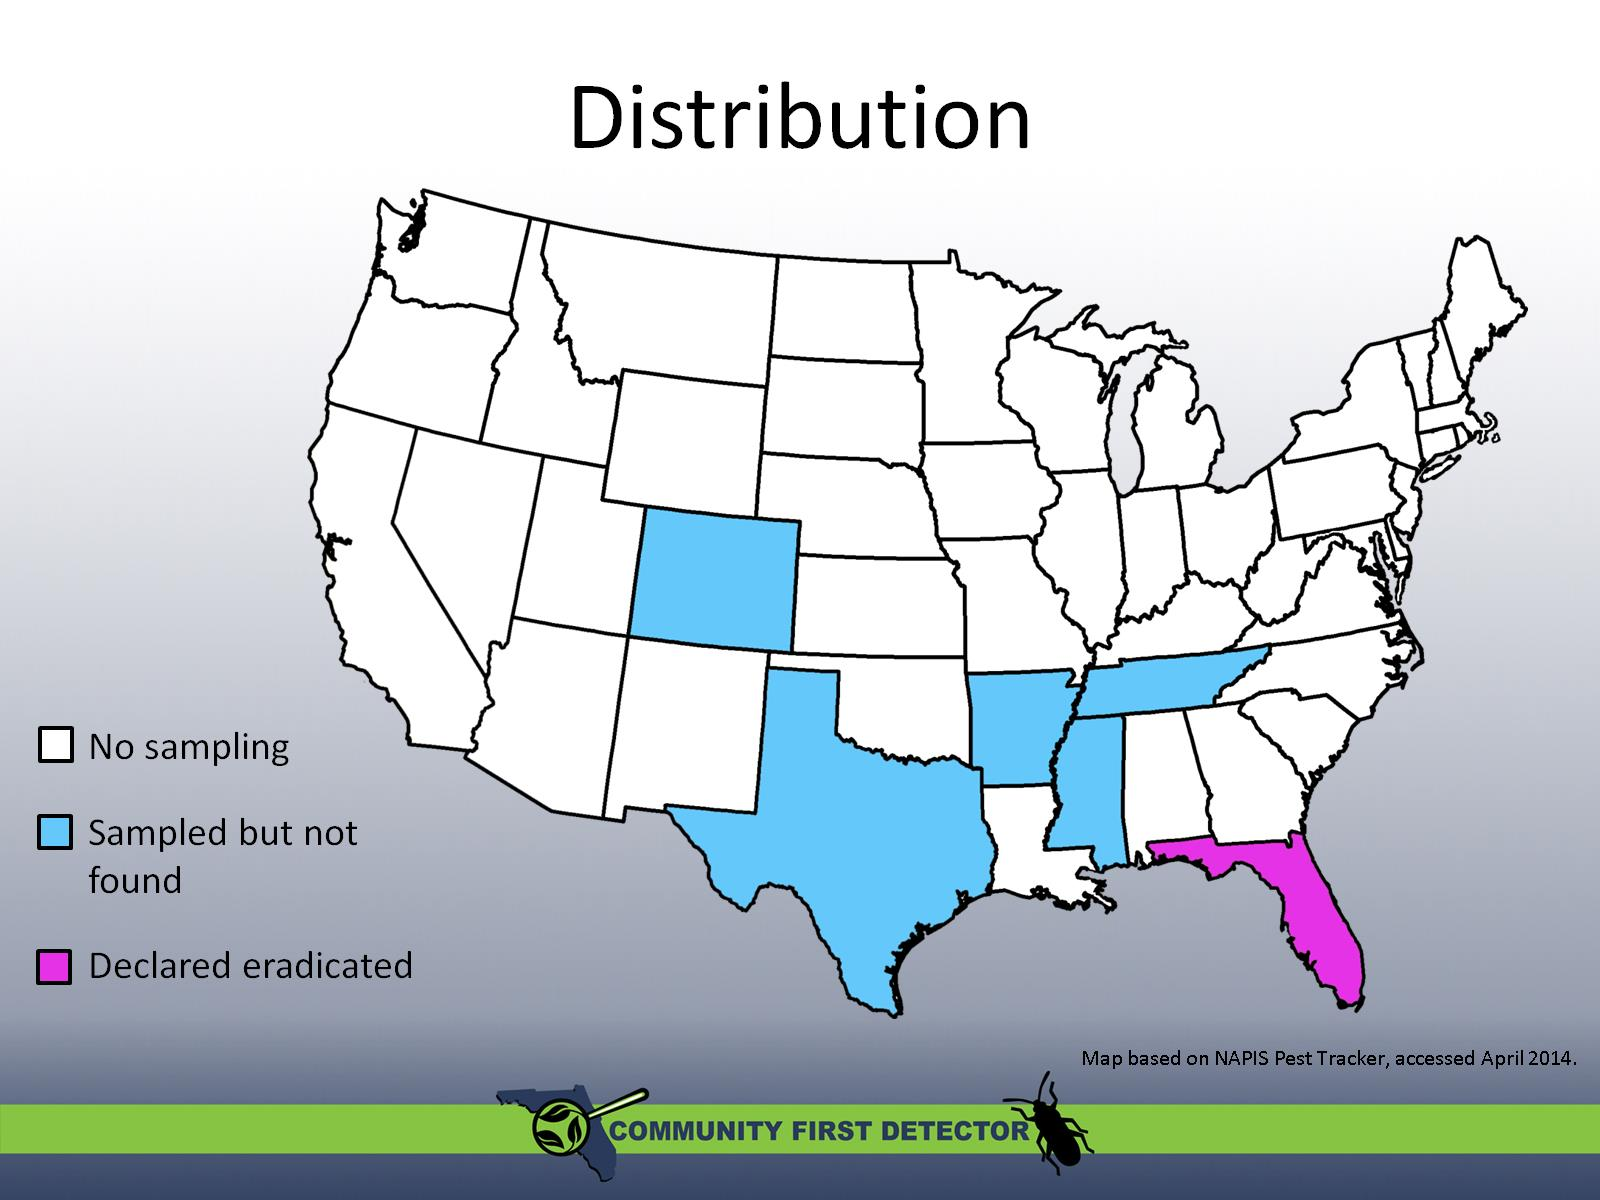 Distribution
No sampling
Sampled but not
found
Declared eradicated
Map based on NAPIS Pest Tracker, accessed April 2014.
COMMUNITY FIRST DETECTOR